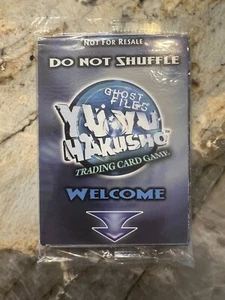 NOT FOR RESALE
DO NOT SHUFFLE
GHOST
FILES
YU YU
HAKUSHO
TRADING CARD GAME
WELCOME